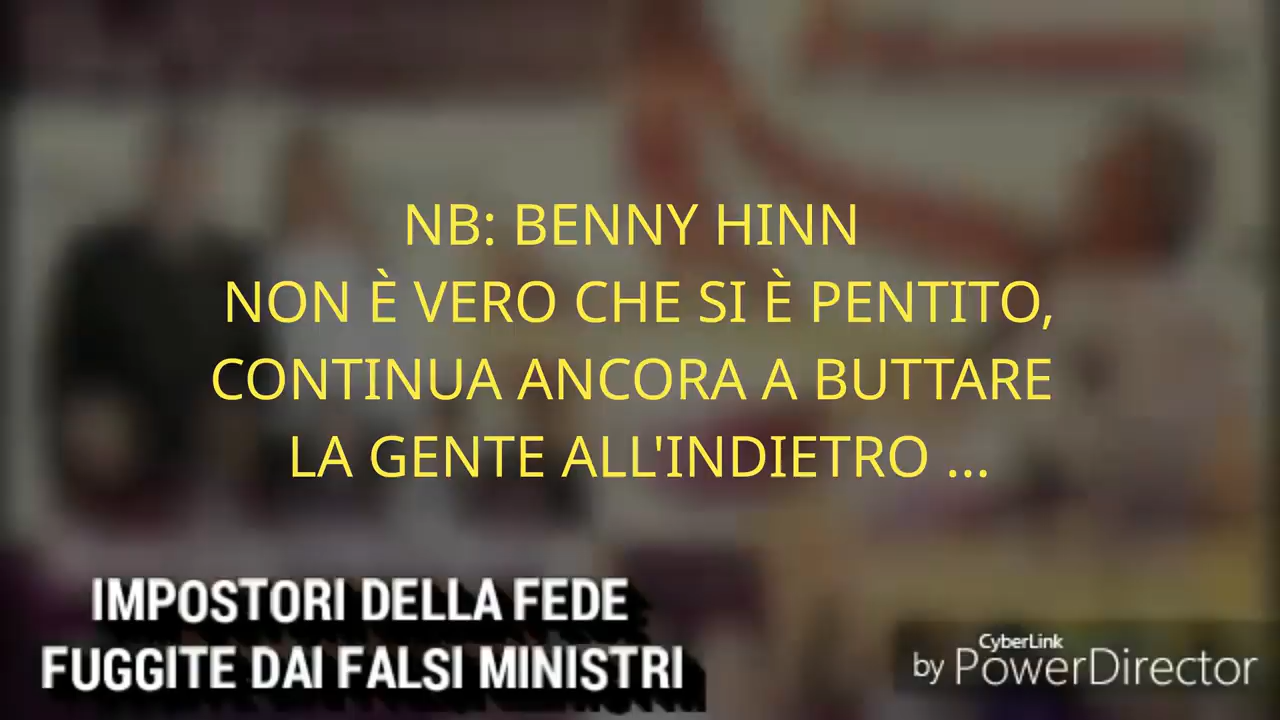 NB: BENNY HINN
NON È VERO CHE SI È PENTITO,
CONTINUA ANCORA A BUTTARE
LA GENTE ALL'INDIETRO ...
IMPOSTORI DELLA FEDE
FUGGITE DAI FALSI MINISTRI
CyberLink
by PowerDirector